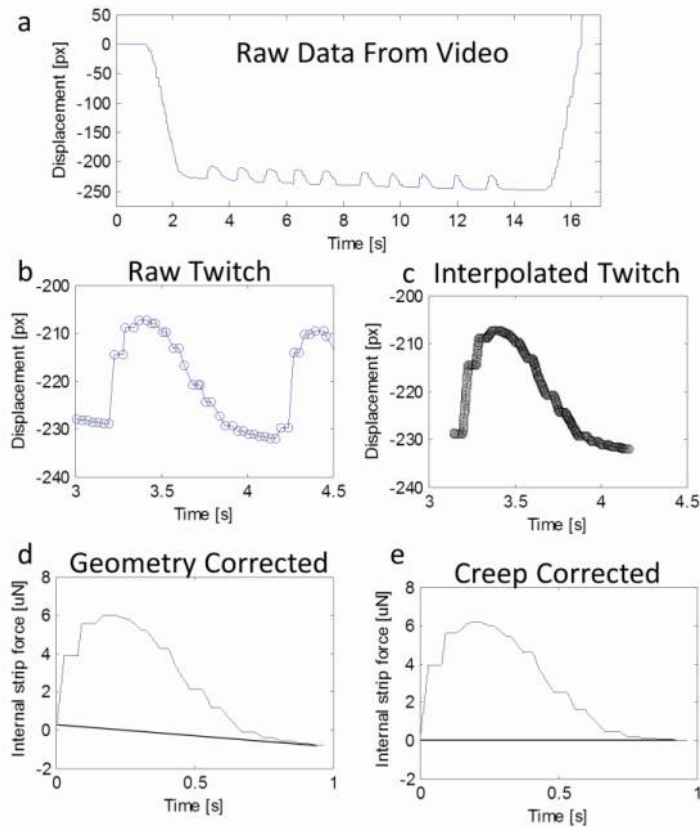 a
Raw Data From Video
Displacement [px]
50
0
-50
-100
-150
-200
-250
0 2 4 6 8 10 12 14 16
Time [s]
b
Raw Twitch
Displacement [px]
-200
-210
-220
-230
-240
3 3.5 4 4.5
Time [s]
c
Interpolated Twitch
Displacement [px]
-200
-210
-220
-230
-240
3 3.5 4 4.5
Time [s]
d
Geometry Corrected
Internal strip force [uN]
8
6
4
2
0
-2
0 0.5 1
Time [s]
e
Creep Corrected
Internal strip force [uN]
8
6
4
2
0
-2
0 0.5 1
Time [s]